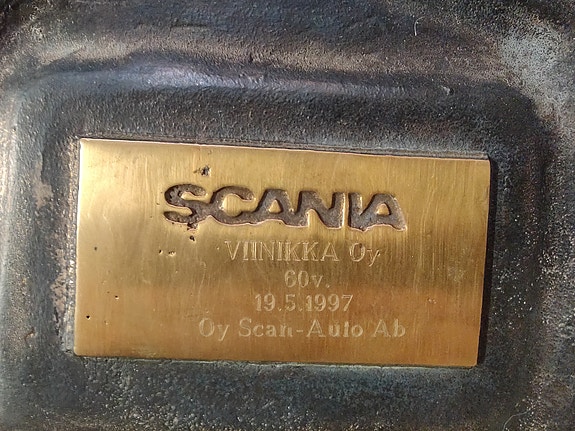 SCANIA
VIINIKKA Oy
60v.
19.5.1997
Oy Scan-Auto Ab